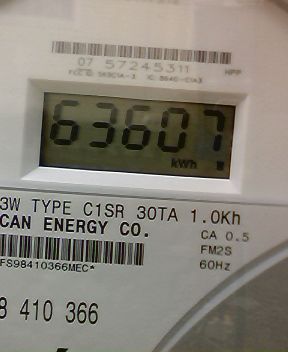 07 57245311
HPP
63607
kWh
3W TYPE C1SR 30TA 1.0Kh
CAN ENERGY CO.
CA 0.5
FM2S
60Hz
FS98410366MEC*
8 410 366